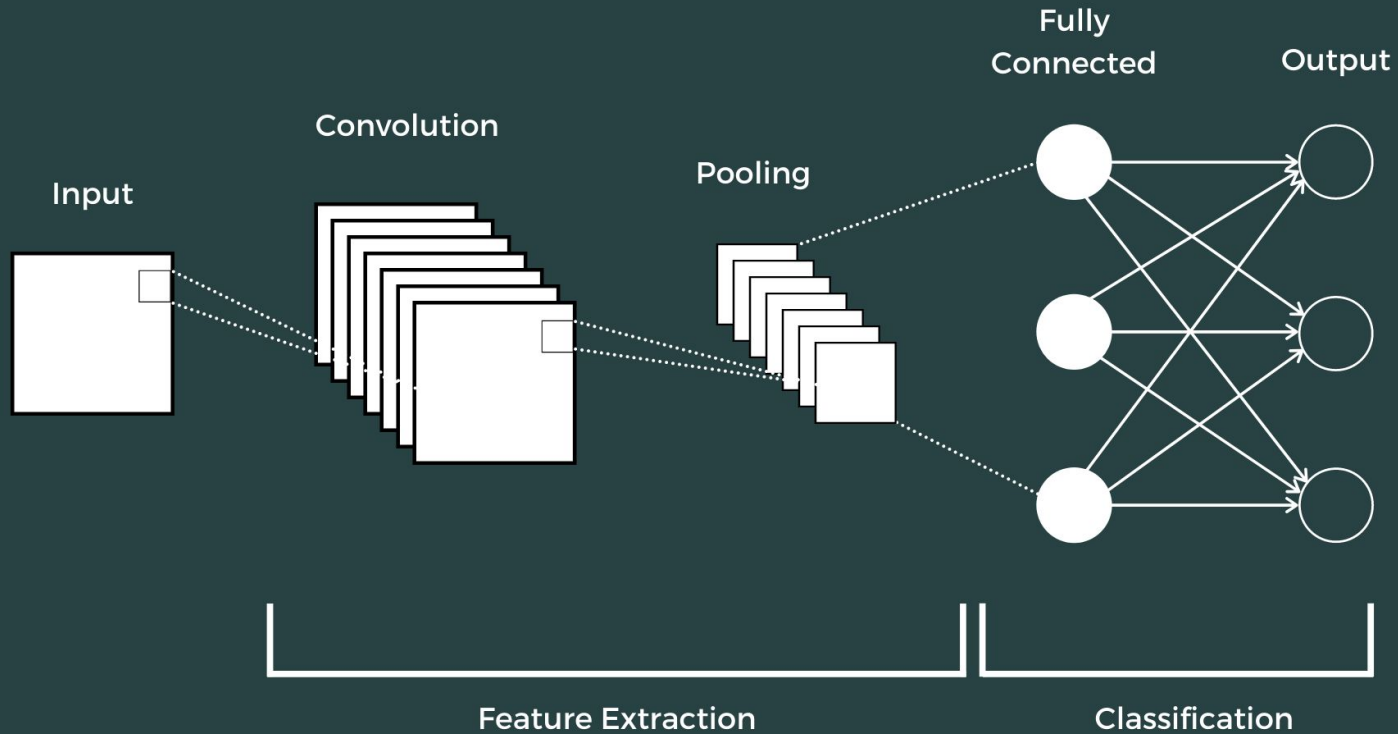 Input
Convolution
Pooling
Fully
Connected
Output
Feature Extraction
Classification